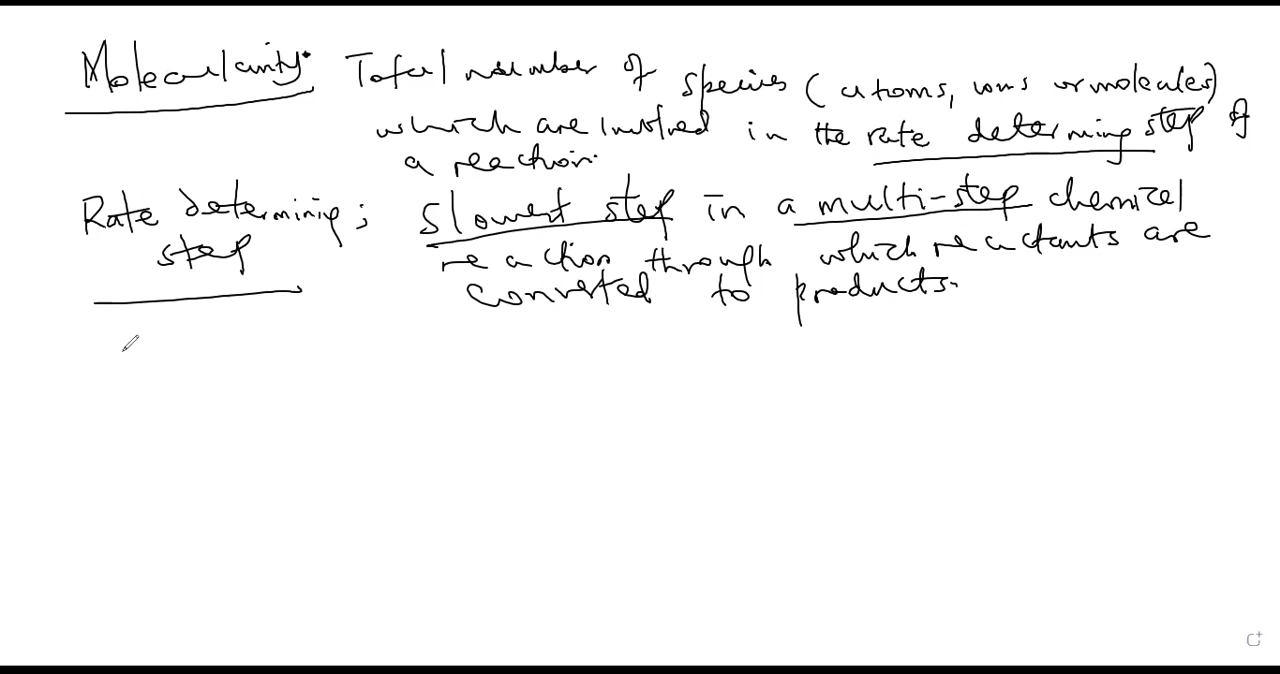 Molecularity: Total number of species (atoms, ions or molecules)
which are involved in the rate determining step of
a reaction.
Rate determining step; Slowest step in a multi-step chemical
reaction through which reactants are
converted to products.